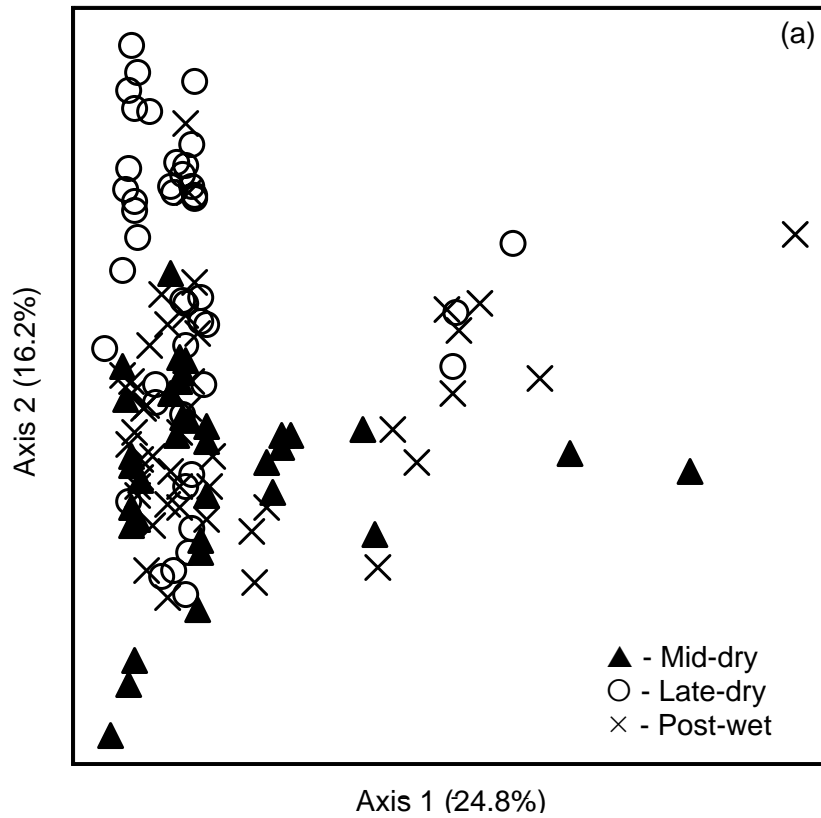 (a)
Axis 2 (16.2%)
- Mid-dry
- Late-dry
- Post-wet
Axis 1 (24.8%)